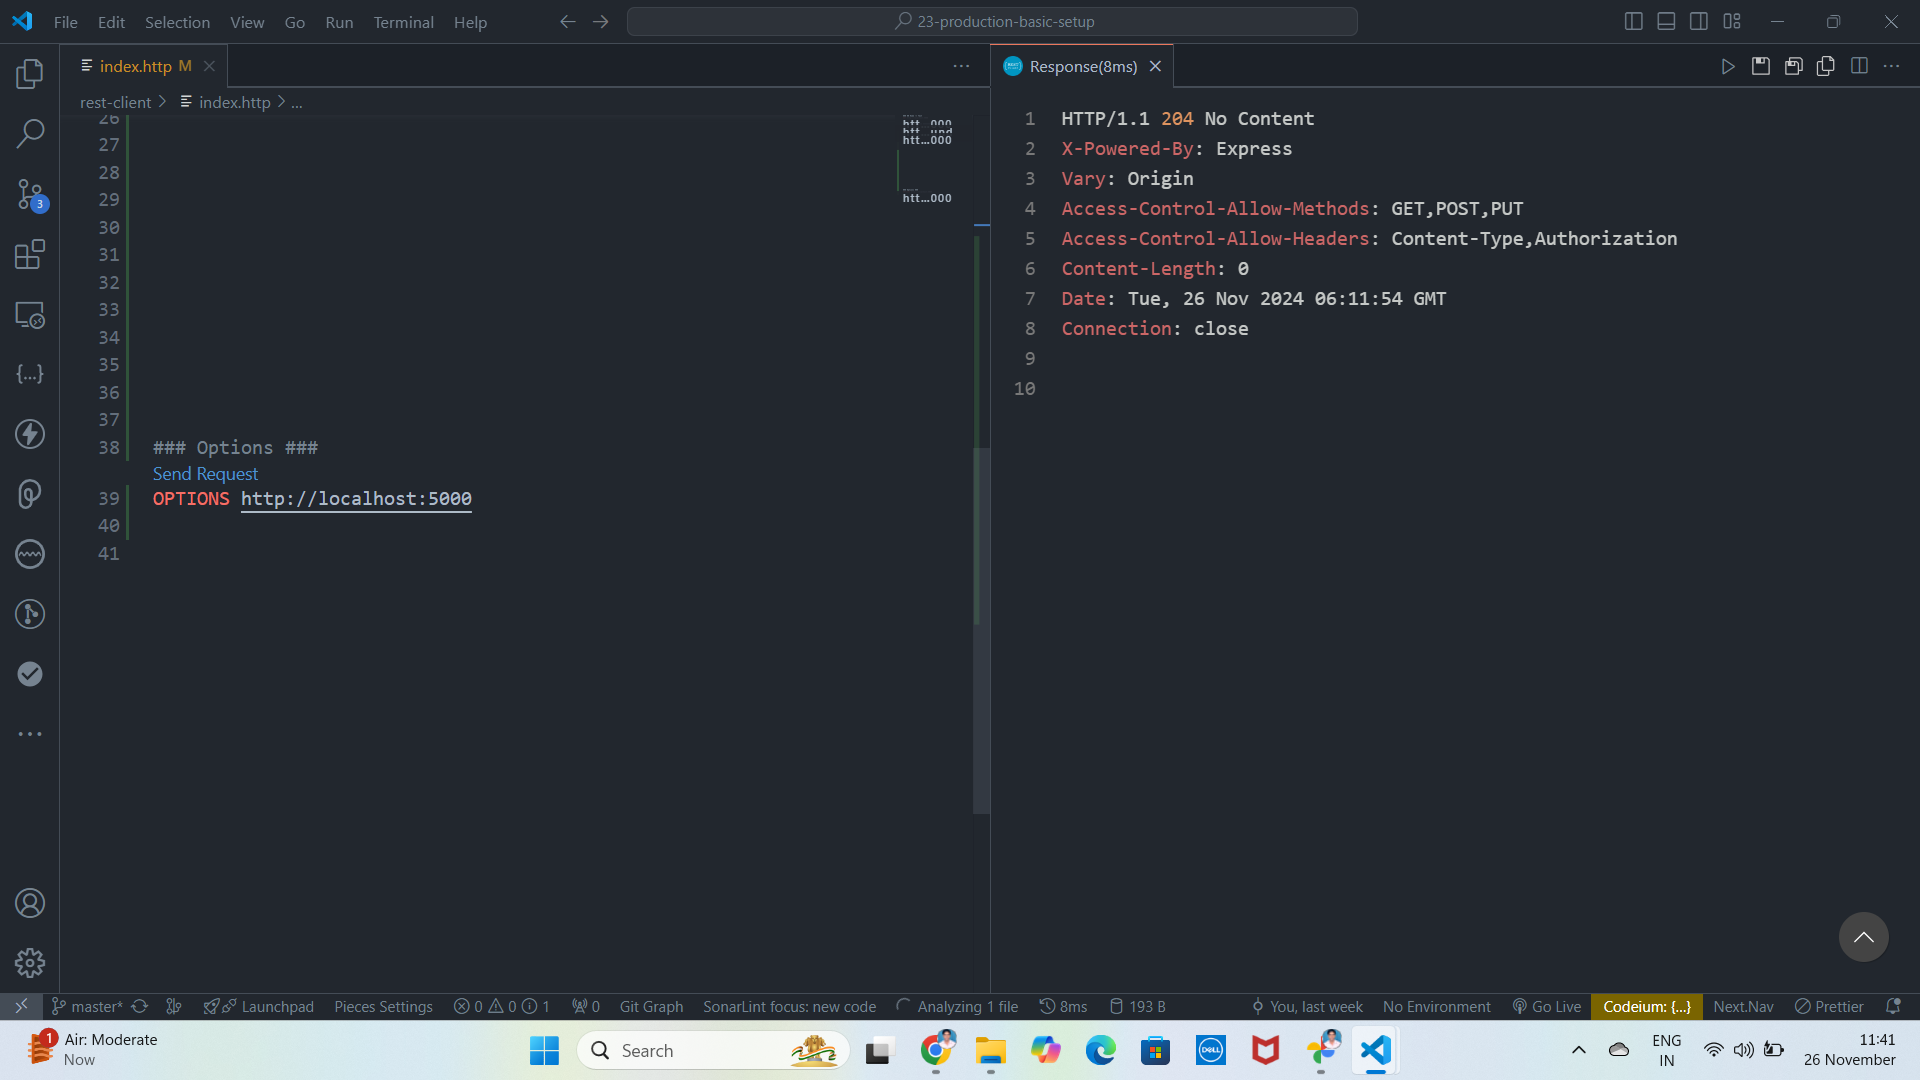 File Edit Selection View Go Run Terminal Help
23-production-basic-setup
index.http M
Response(8ms)
rest-client > index.http > ...
26
27
28
29
30
31
32
33
34
35
36
37
38 ### Options ###
Send Request
39 OPTIONS http://localhost:5000
40
41
1 HTTP/1.1 204 No Content
2 X-Powered-By: Express
3 Vary: Origin
4 Access-Control-Allow-Methods: GET,POST,PUT
5 Access-Control-Allow-Headers: Content-Type,Authorization
6 Content-Length: 0
7 Date: Tue, 26 Nov 2024 06:11:54 GMT
8 Connection: close
9
10
3
master* Launchpad Pieces Settings 0 0 1 0 Git Graph SonarLint focus: new code Analyzing 1 file 8ms 193 B You, last week No Environment Go Live Codeium: {...} Next.Nav Prettier
1
Air: Moderate
Now
Search
DELL
ENG
IN
11:41
26 November